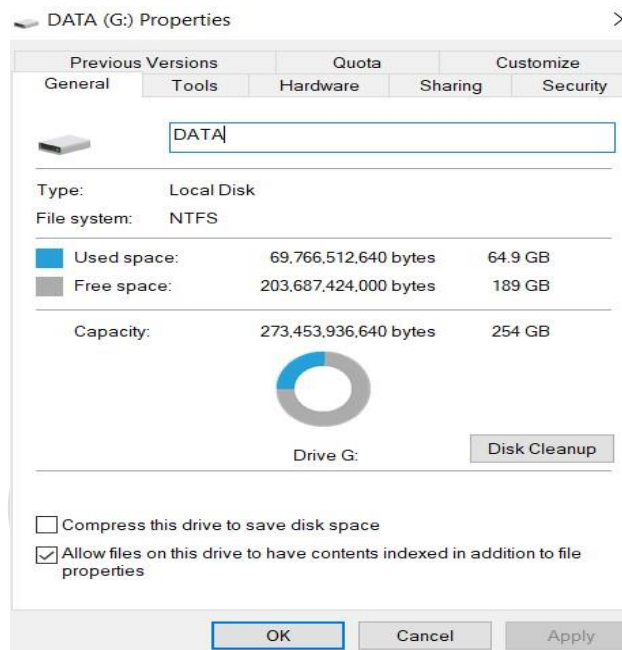 DATA (G:) Properties
Previous Versions Quota Customize
General Tools Hardware Sharing Security
DATA
Type: Local Disk
File system: NTFS
Used space: 69,766,512,640 bytes 64.9 GB
Free space: 203,687,424,000 bytes 189 GB
Capacity: 273,453,936,640 bytes 254 GB
Drive G: Disk Cleanup
Compress this drive to save disk space
Allow files on this drive to have contents indexed in addition to file
properties
OK Cancel Apply